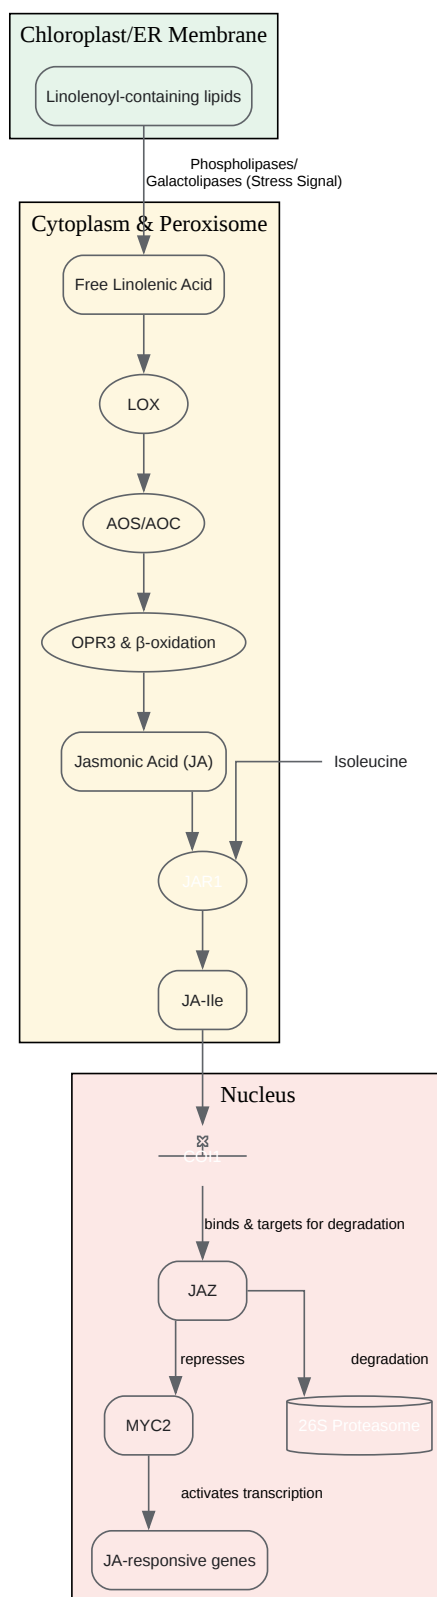 Chloroplast/ER Membrane
Linolenoyl-containing lipids
Phospholipases/
Galactolipases (Stress Signal)
Cytoplasm & Peroxisome
Free Linolenic Acid
LOX
AOS/AOC
OPR3 & β-oxidation
Jasmonic Acid (JA)
Isoleucine
JAR1
JA-Ile
Nucleus
COI1
binds & targets for degradation
JAZ
represses
degradation
MYC2
26S Proteasome
activates transcription
JA-responsive genes